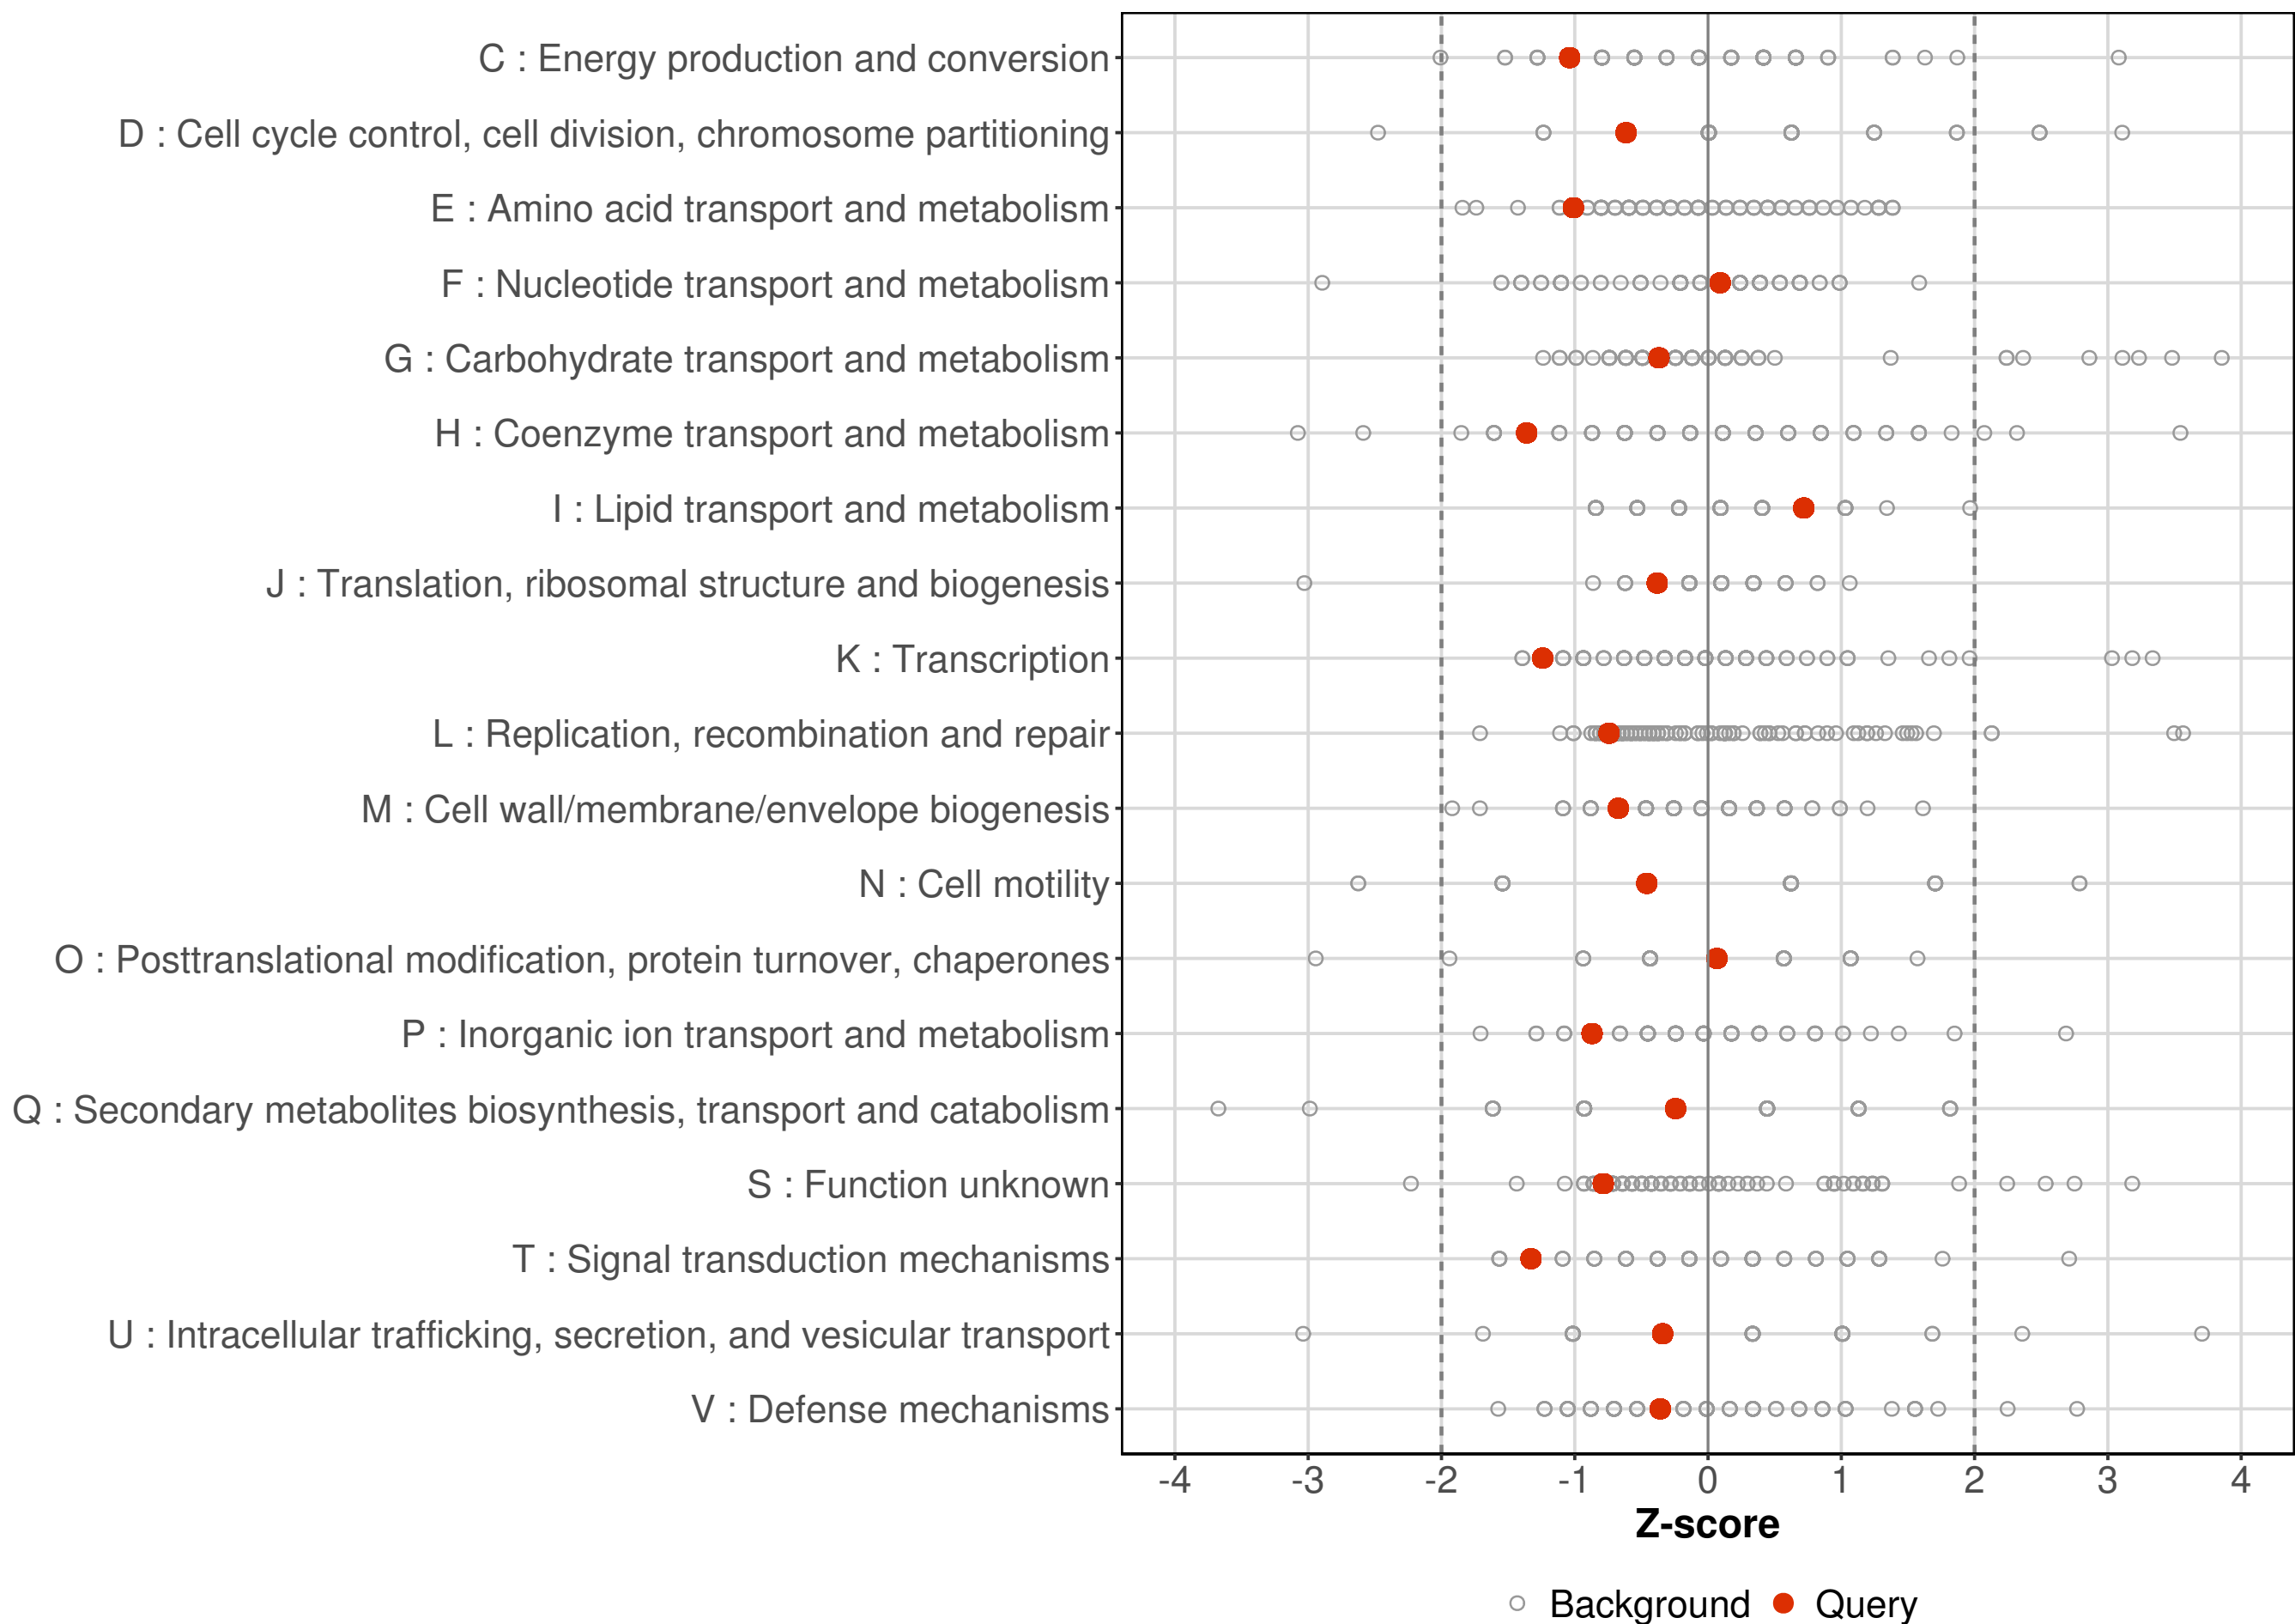 C : Energy production and conversion
D : Cell cycle control, cell division, chromosome partitioning
E : Amino acid transport and metabolism
F : Nucleotide transport and metabolism
G : Carbohydrate transport and metabolism
H : Coenzyme transport and metabolism
I : Lipid transport and metabolism
J : Translation, ribosomal structure and biogenesis
K : Transcription
L : Replication, recombination and repair
M : Cell wall/membrane/envelope biogenesis
N : Cell motility
O : Posttranslational modification, protein turnover, chaperones
P : Inorganic ion transport and metabolism
Q : Secondary metabolites biosynthesis, transport and catabolism
S : Function unknown
T : Signal transduction mechanisms
U : Intracellular trafficking, secretion, and vesicular transport
V : Defense mechanisms
-4 -3 -2 -1 0 1 2 3 4
Z-score
Background Query